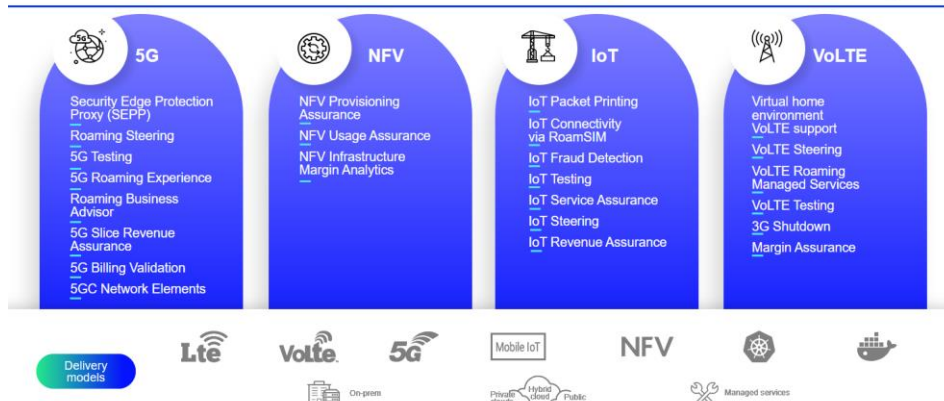 5G
5G
Security Edge Protection
Proxy (SEPP)
Roaming Steering
5G Testing
5G Roaming Experience
Roaming Business
Advisor
5G Slice Revenue
Assurance
5G Billing Validation
5GC Network Elements
NFV
NFV Provisioning
Assurance
NFV Usage Assurance
NFV Infrastructure
Margin Analytics
IoT
IoT Packet Printing
IoT Connectivity
via RoamSIM
IoT Fraud Detection
IoT Testing
IoT Service Assurance
IoT Steering
IoT Revenue Assurance
VoLTE
Virtual home
environment
VoLTE support
VoLTE Steering
VoLTE Roaming
Managed Services
VoLTE Testing
3G Shutdown
Margin Assurance
Delivery
models
Lte
Volte
5G
Mobile IoT
NFV
On-prem
Private
Hybrid
cloud
Public
Managed services